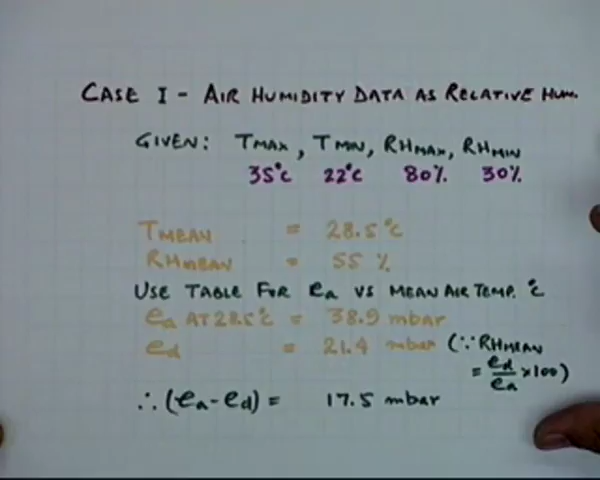 CASE I - AIR HUMIDITY DATA AS RELATIVE HUM.
GIVEN: TMAX, TMIN, RHMAX, RHMIN
35°C 22°C 80% 30%
TMEAN = 28.5°C
RHMEAN = 55 %
USE TABLE FOR ea VS MEAN AIR TEMP. °C
ea AT 28.5°C = 38.9 mbar
ed = 21.4 mbar (∵ RHMEAN
= ed/ea ×100)
∴ (ea-ed) = 17.5 mbar